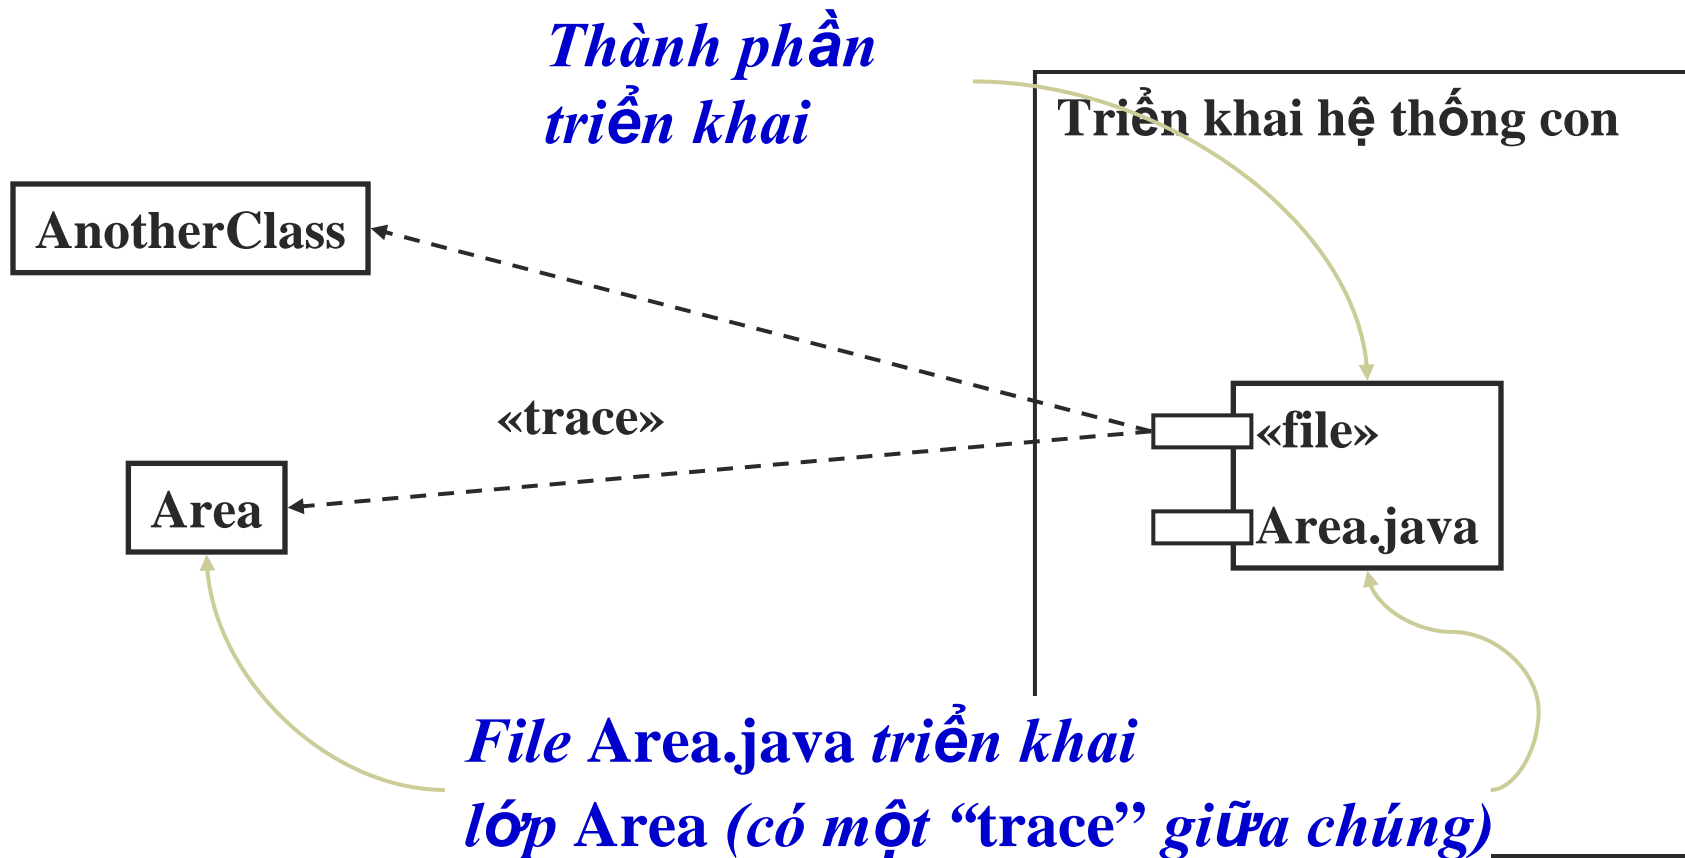 Thành phần
triển khai
Triển khai hệ thống con
AnotherClass
«trace»
«file»
Area
Area.java
File Area.java triển khai
lớp Area (có một “trace” giữa chúng)